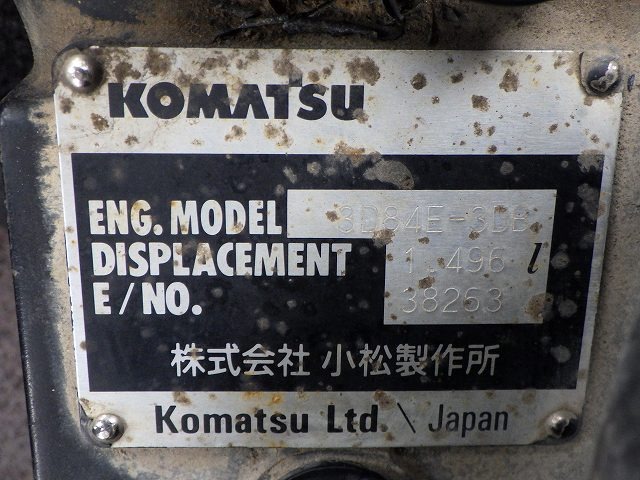 KOMATSU
ENG. MODEL 3D84E-3DB
DISPLACEMENT 1.496 l
E/NO. 38263
株式会社 小松製作所
Komatsu Ltd. \ Japan